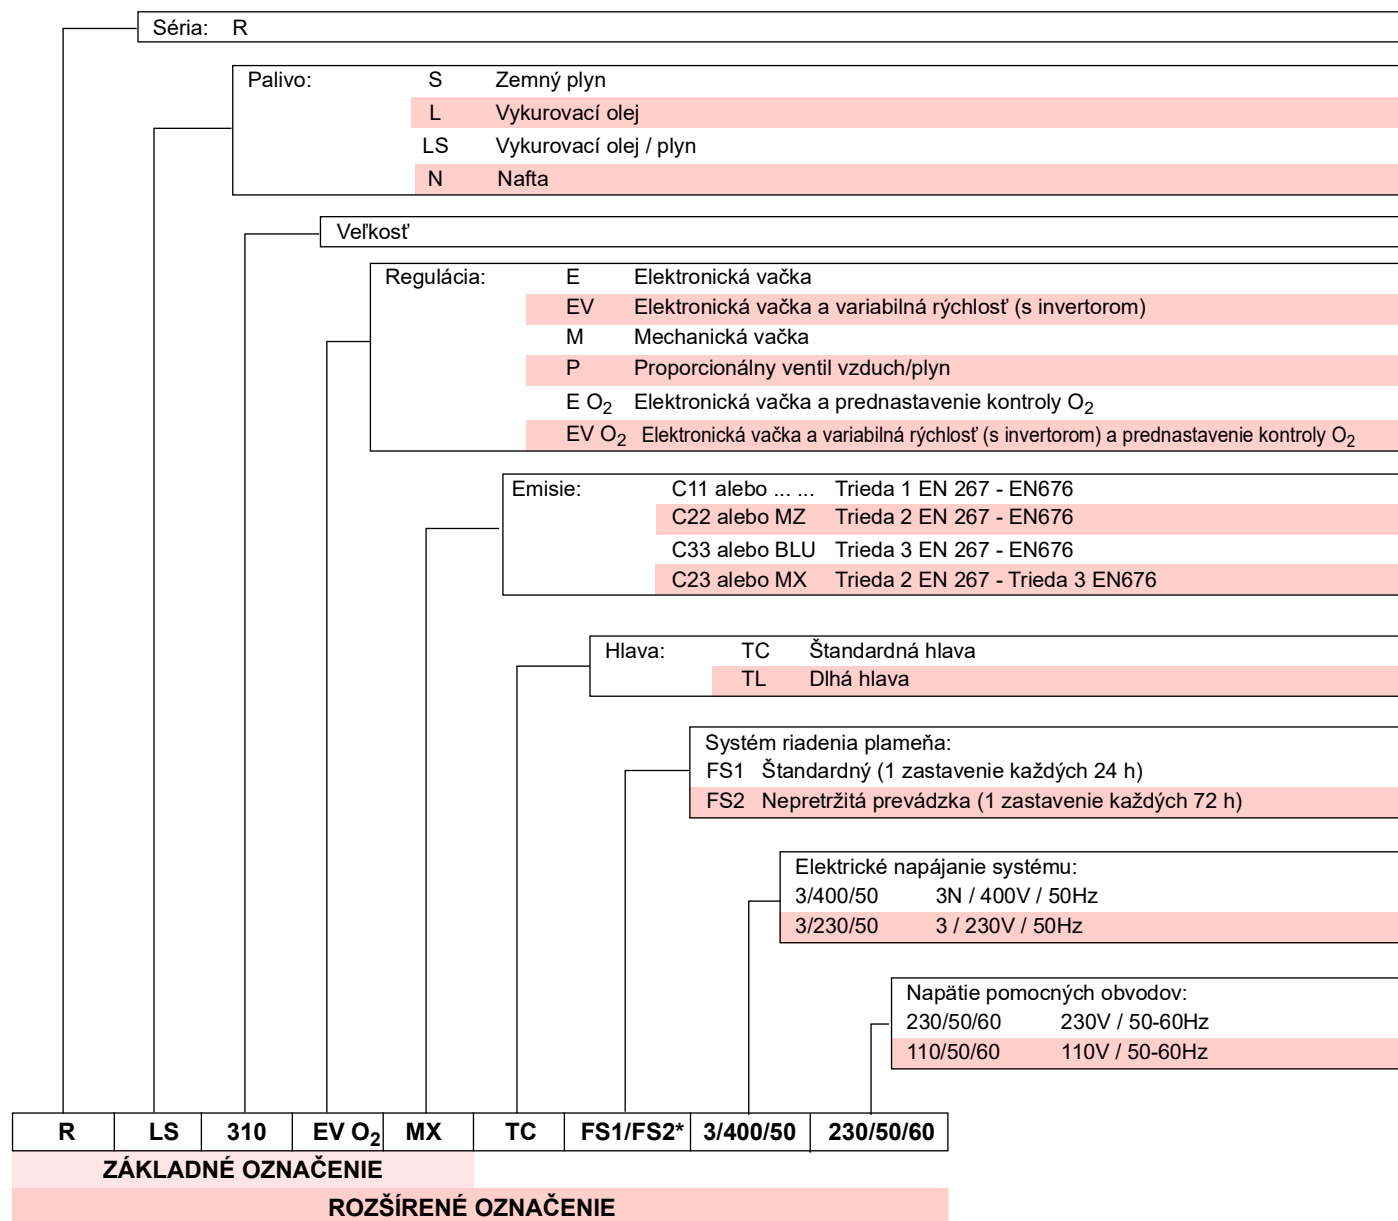 Séria: R
Palivo: S Zemný plyn
L Vykurovací olej
LS Vykurovací olej / plyn
N Nafta
Veľkosť
Regulácia: E Elektronická vačka
EV Elektronická vačka a variabilná rýchlosť (s invertorom)
M Mechanická vačka
P Proporcionálny ventil vzduch/plyn
E O2 Elektronická vačka a prednastavenie kontroly O2
EV O2 Elektronická vačka a variabilná rýchlosť (s invertorom) a prednastavenie kontroly O2
Emisie: C11 alebo ... ... Trieda 1 EN 267 - EN676
C22 alebo MZ Trieda 2 EN 267 - EN676
C33 alebo BLU Trieda 3 EN 267 - EN676
C23 alebo MX Trieda 2 EN 267 - Trieda 3 EN676
Hlava: TC Štandardná hlava
TL Dlhá hlava
Systém riadenia plameňa:
FS1 Štandardný (1 zastavenie každých 24 h)
FS2 Nepretržitá prevádzka (1 zastavenie každých 72 h)
Elektrické napájanie systému:
3/400/50 3N / 400V / 50Hz
3/230/50 3 / 230V / 50Hz
Napätie pomocných obvodov:
230/50/60 230V / 50-60Hz
110/50/60 110V / 50-60Hz
R LS 310 EV O2 MX TC FS1/FS2* 3/400/50 230/50/60
ZÁKLADNÉ OZNAČENIE
ROZŠÍRENÉ OZNAČENIE